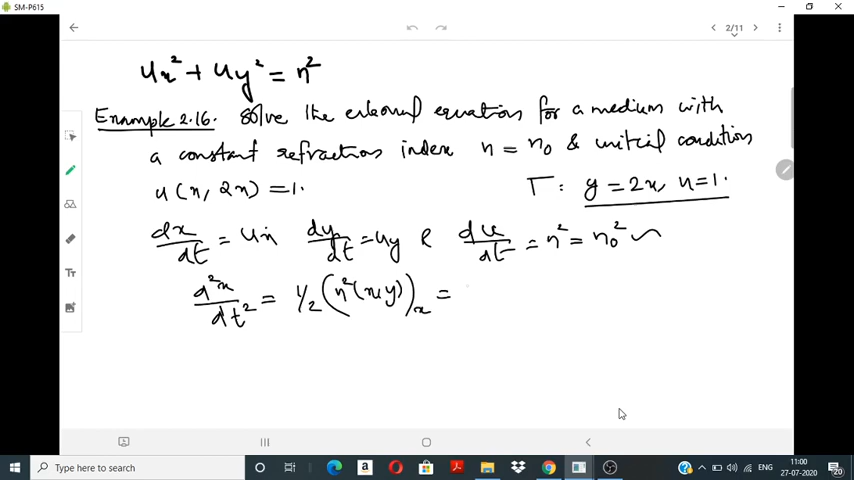 SM-P615
2/11
ux² + uy² = n²
Example 2.16. solve the eikonal equation for a medium with
a constant refraction index n = n₀ & initial condition
u(x, 2x) = 1. Γ: y = 2x, u = 1.
dx/dt = ux dy/dt = uy & du/dt = n² = n₀²
d²x/dt² = 1/2 (n²(x,y))ₓ =
Tт
Type here to search
ENG
11:00
27-07-2020
20